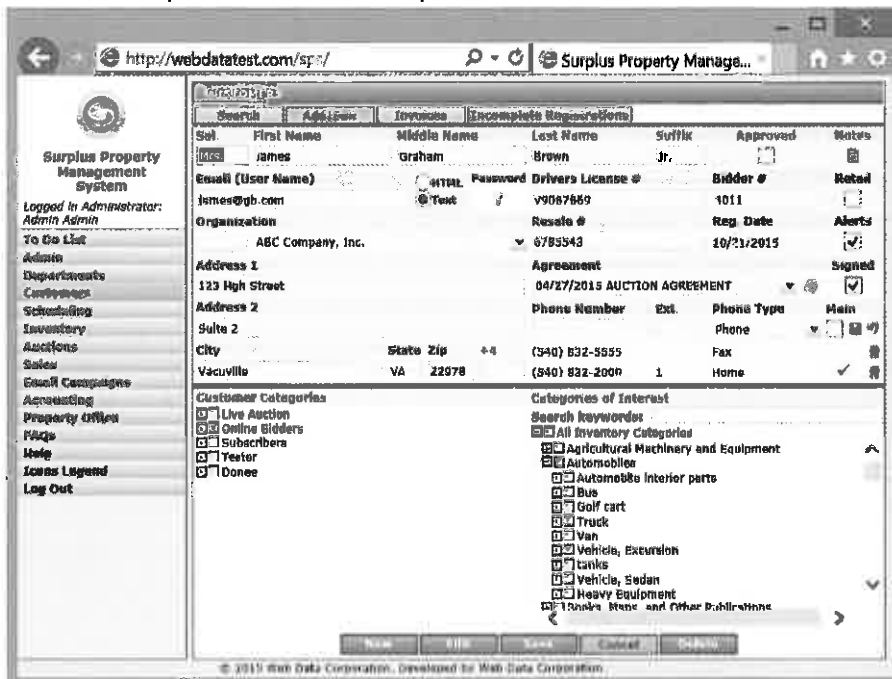 http://webdatatest.com/sps/
Surplus Property Manage...
Surplus Property
Management
System
Logged in Administrator:
Admin Admin
To Do List
Admin
Departments
Customers
Scheduling
Inventory
Auctions
Sales
Email Campaigns
Accounting
Property Office
FAQs
Help
Icons Legend
Log Out
Search Address Invoices Incomplete Registrations
Sal. First Name Middle Name Last Name Suffix Approved Notes
Mrs. James Graham Brown Jr.
Email (User Name) HTML Password Drivers License # Bidder # Retail
james@gb.com Text V9087669 1011
Organization Resale # Reg. Date Alerts
ABC Company, Inc. 6785543 10/21/2015
Address 1 Agreement Signed
123 Hgh Street 04/27/2015 AUCTION AGREEMENT
Address 2 Phone Number Ext. Phone Type Main
Suite 2 Phone
City State Zip +4 (540) 832-5555 Fax
Vacuville VA 22978 (540) 832-2000 1 Home
Customer Categories Categories of Interest
Live Auction Search keywords:
Online Bidders All Inventory Categories
Subscribers Agricultural Machinery and Equipment
Testor Automobiles
Donee Automobile interior parts
Bus
Golf cart
Truck
Van
Vehicle, Excursion
tanks
Vehicle, Sedan
Heavy Equipment
Books, Maps, and Other Publications
New Edit Save Cancel Delete
© 2015 Web Data Corporation. Developed by Web Data Corporation.